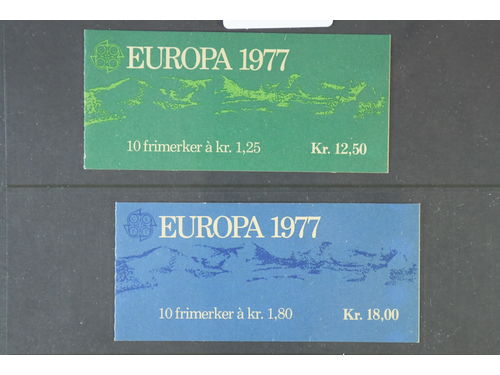 EUROPA 1977
10 frimerker à kr. 1,25 Kr. 12,50
EUROPA 1977
10 frimerker à kr. 1,80 Kr. 18,00